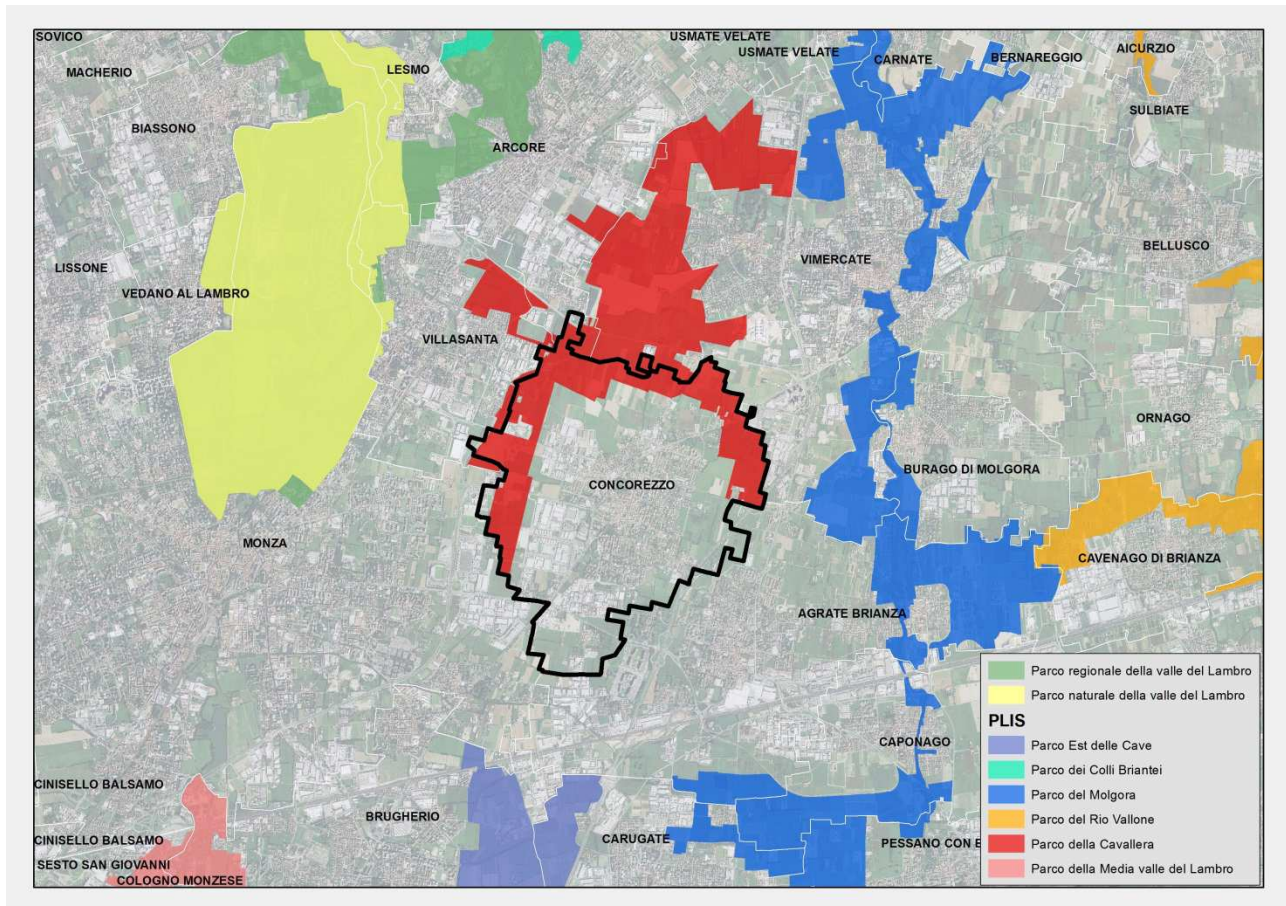 SOVICO
USMATE VELATE
USMATE VELATE
CARNATE
BERNAREGGIO
AICURZIO
MACHERIO
LESMO
SULBIATE
BIASSONO
ARCORE
BELLUSCO
LISSONE
VIMERCATE
VEDANO AL LAMBRO
VILLASANTA
ORNAGO
BURAGO DI MOLGORA
CONCOREZZO
MONZA
CAVENAGO DI BRIANZA
AGRATE BRIANZA
CAPONAGO
CINISELLO BALSAMO
BRUGHERIO
CARUGATE
CINISELLO BALSAMO
PESSANO CON B
SESTO SAN GIOVANNI
COLOGNO MONZESE
Parco regionale della valle del Lambro
Parco naturale della valle del Lambro
PLIS
Parco Est delle Cave
Parco dei Colli Briantei
Parco del Molgora
Parco del Rio Vallone
Parco della Cavallera
Parco della Media valle del Lambro